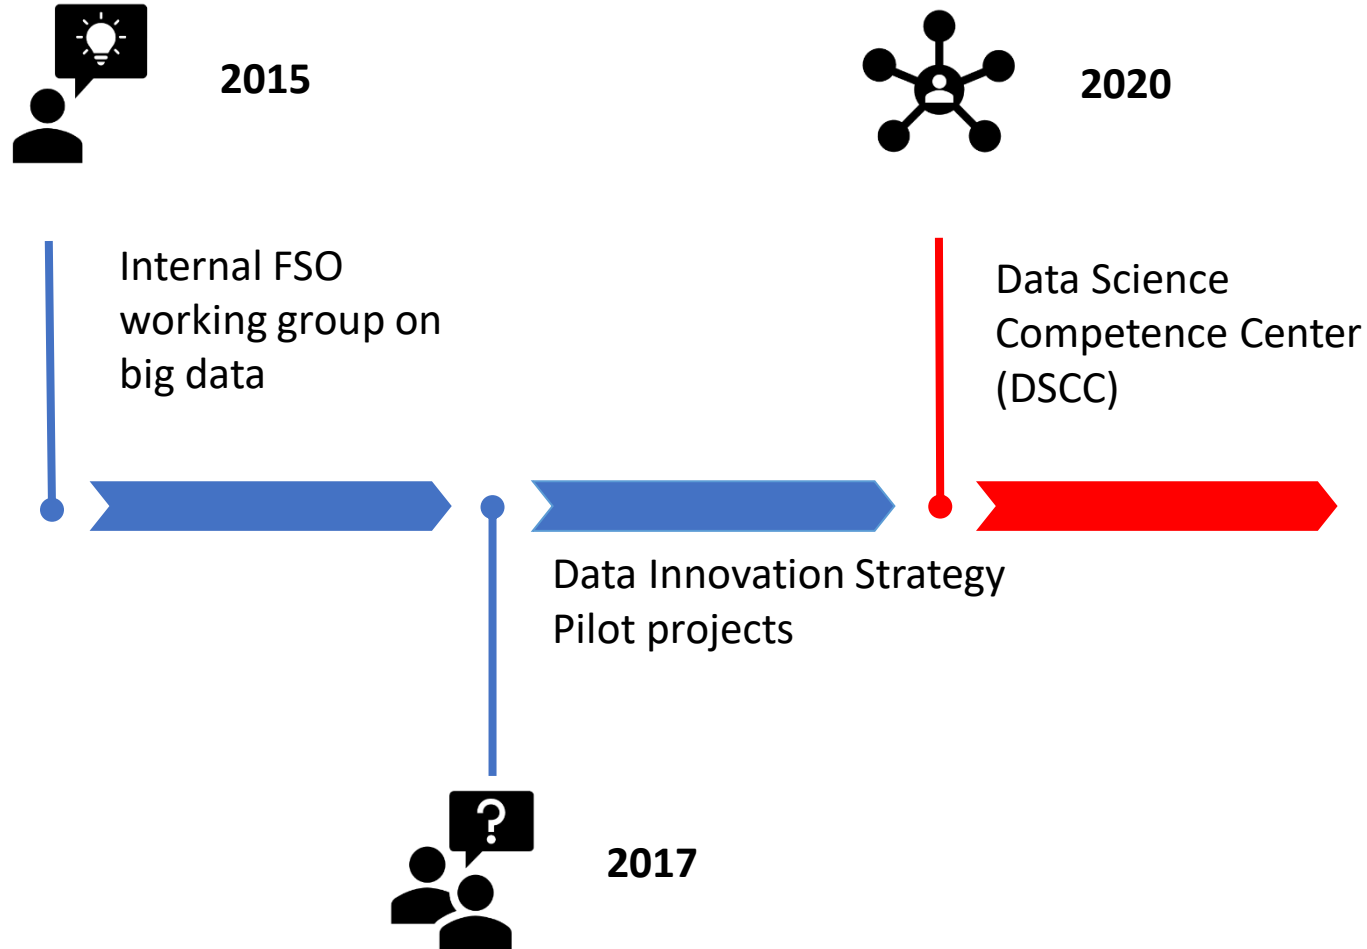 2015
Internal FSO
working group on
big data
Data Innovation Strategy
Pilot projects
?
2017
2020
Data Science
Competence Center
(DSCC)